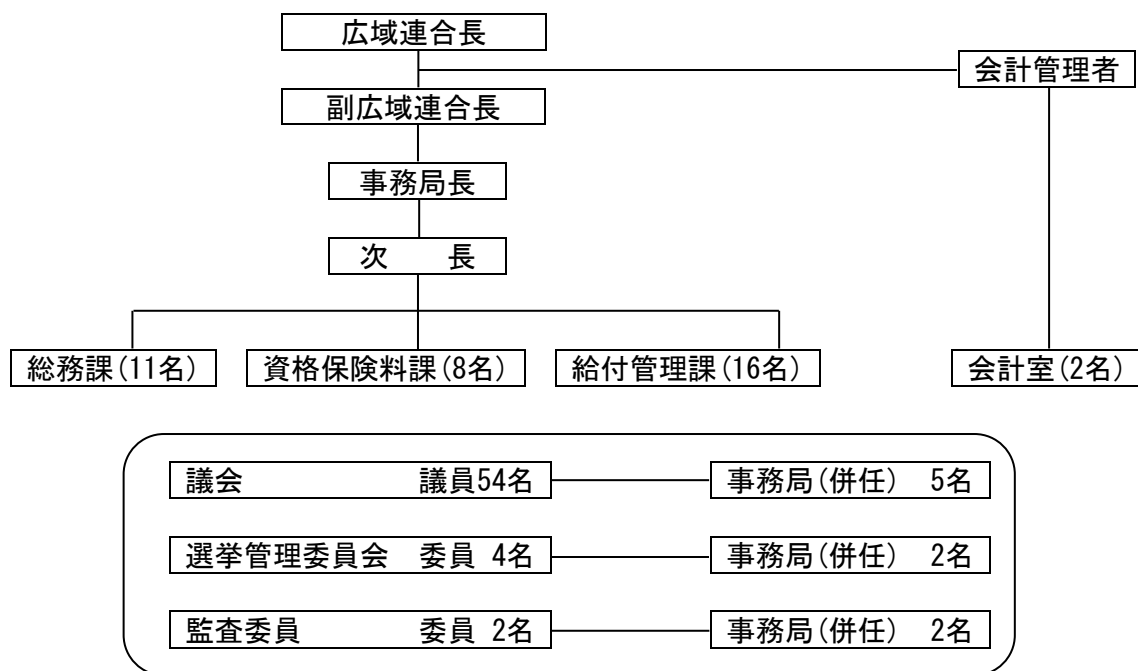 広域連合長
会計管理者
副広域連合長
事務局長
次　　長
総務課(11名)　資格保険料課(8名)　給付管理課(16名)　会計室(2名)
議会　議員54名　事務局(併任)　5名
選挙管理委員会　委員 4名　事務局(併任)　2名
監査委員　委員 2名　事務局(併任)　2名